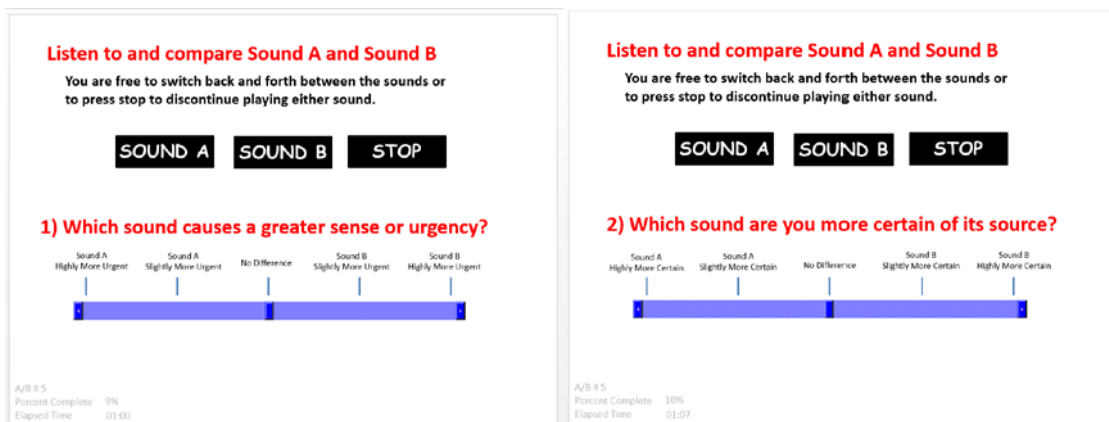 Listen to and compare Sound A and Sound B
You are free to switch back and forth between the sounds or
to press stop to discontinue playing either sound.
SOUND A SOUND B STOP
1) Which sound causes a greater sense or urgency?
Sound A Sound A No Difference Sound B Sound B
Highly More Urgent Slightly More Urgent Slightly More Urgent Highly More Urgent
A/B # 5
Percent Complete 9%
Elapsed Time 01:00
Listen to and compare Sound A and Sound B
You are free to switch back and forth between the sounds or
to press stop to discontinue playing either sound.
SOUND A SOUND B STOP
2) Which sound are you more certain of its source?
Sound A Sound A No Difference Sound B Sound B
Highly More Certain Slightly More Certain Slightly More Certain Highly More Certain
A/B # 5
Percent Complete 10%
Elapsed Time 01:07